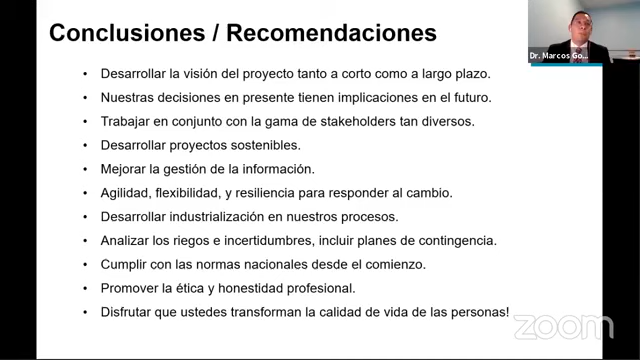 Conclusiones / Recomendaciones
Dr. Marcos Go...
• Desarrollar la visión del proyecto tanto a corto como a largo plazo.
• Nuestras decisiones en presente tienen implicaciones en el futuro.
• Trabajar en conjunto con la gama de stakeholders tan diversos.
• Desarrollar proyectos sostenibles.
• Mejorar la gestión de la información.
• Agilidad, flexibilidad, y resiliencia para responder al cambio.
• Desarrollar industrialización en nuestros procesos.
• Analizar los riegos e incertidumbres, incluir planes de contingencia.
• Cumplir con las normas nacionales desde el comienzo.
• Promover la ética y honestidad profesional.
• Disfrutar que ustedes transforman la calidad de vida de las personas!
zoom